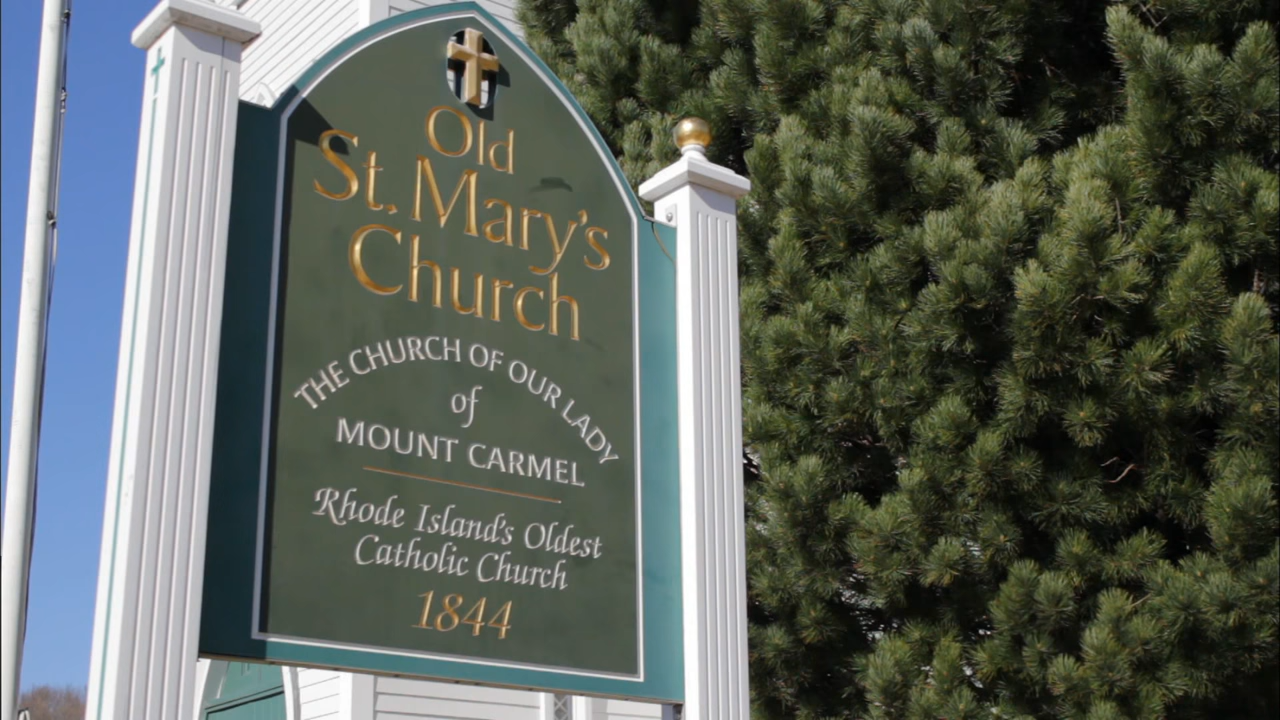 Old
St. Mary's
Church
THE CHURCH OF OUR LADY
of
MOUNT CARMEL
Rhode Island's Oldest
Catholic Church
1844